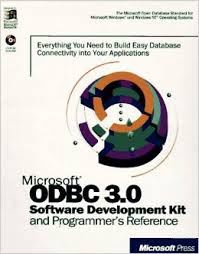 The Microsoft Open Database Standard for
Microsoft Windows® and Windows NT® Operating Systems
Everything You Need to Build Easy Database
Connectivity into Your Applications
Microsoft®
ODBC 3.0
Software Development Kit
and Programmer's Reference
Microsoft Press